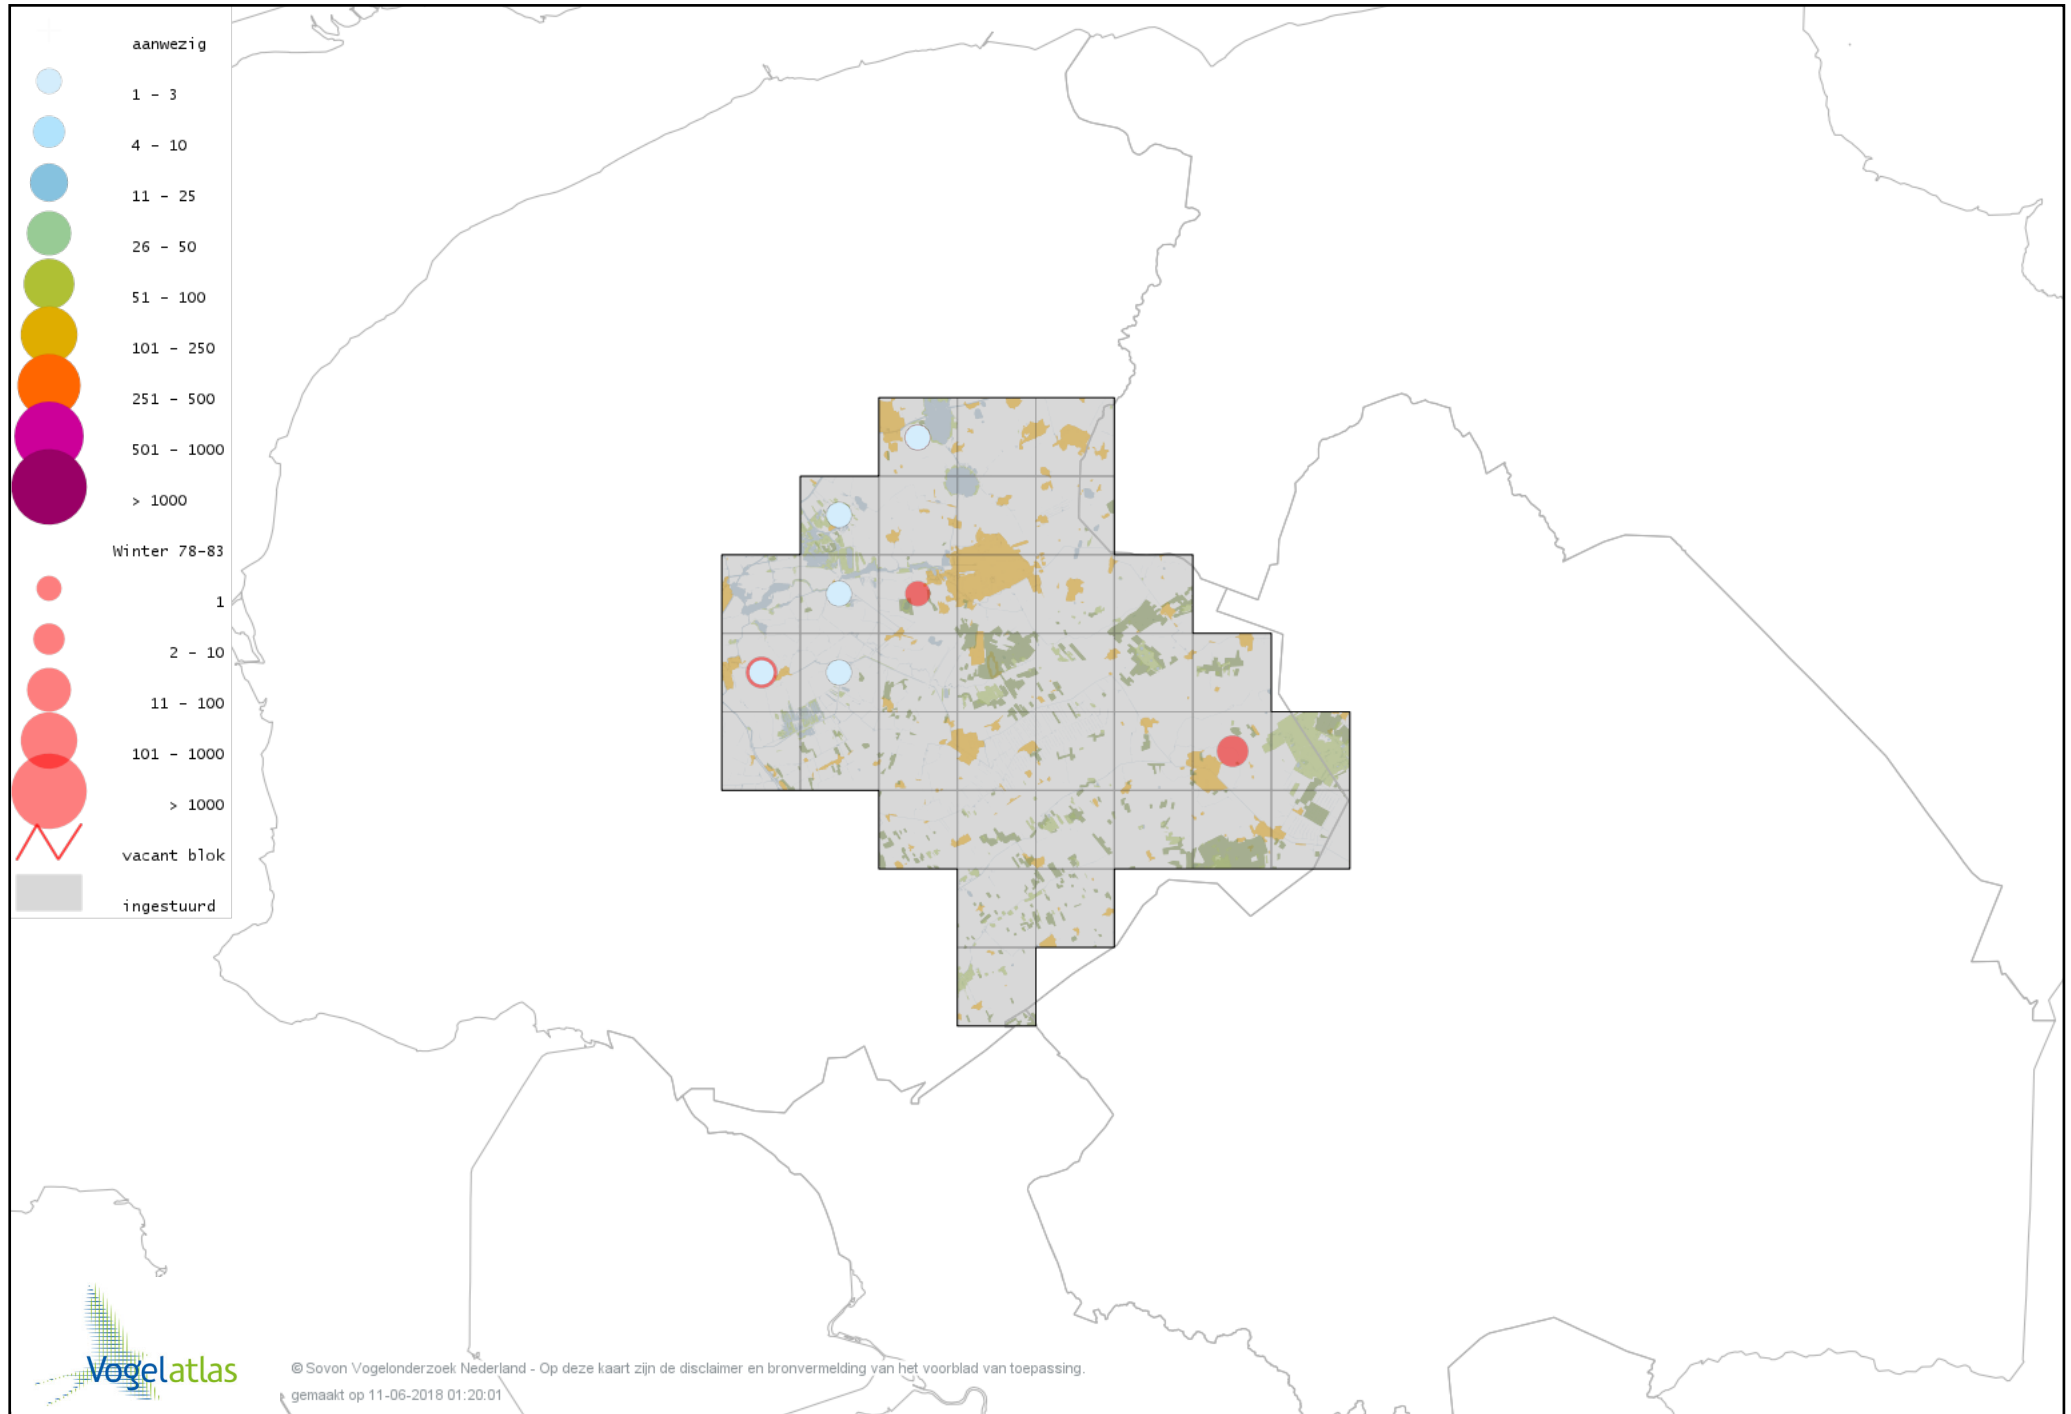 aanwezig
1 - 3
4 - 10
11 - 25
26 - 50
51 - 100
101 - 250
251 - 500
501 - 1000
> 1000
Winter 78-83
1
2 - 10
11 - 100
101 - 1000
> 1000
vacant blok
ingestuurd
Vogelatlas
© Sovon Vogelonderzoek Nederland - Op deze kaart zijn de disclaimer en bronvermelding van het voorblad van toepassing.
gemaakt op 11-06-2018 01:20:01